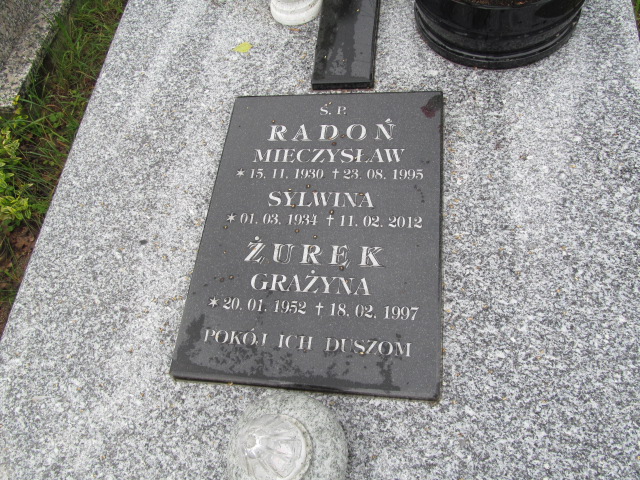 Ś. P.
RADOŃ
MIECZYSŁAW
* 15. 11. 1930 † 23. 08. 1995
SYLWINA
* 01. 03. 1934 † 11. 02. 2012
ŻUREK
GRAŻYNA
* 20. 01. 1952 † 18. 02. 1997
POKÓJ ICH DUSZOM